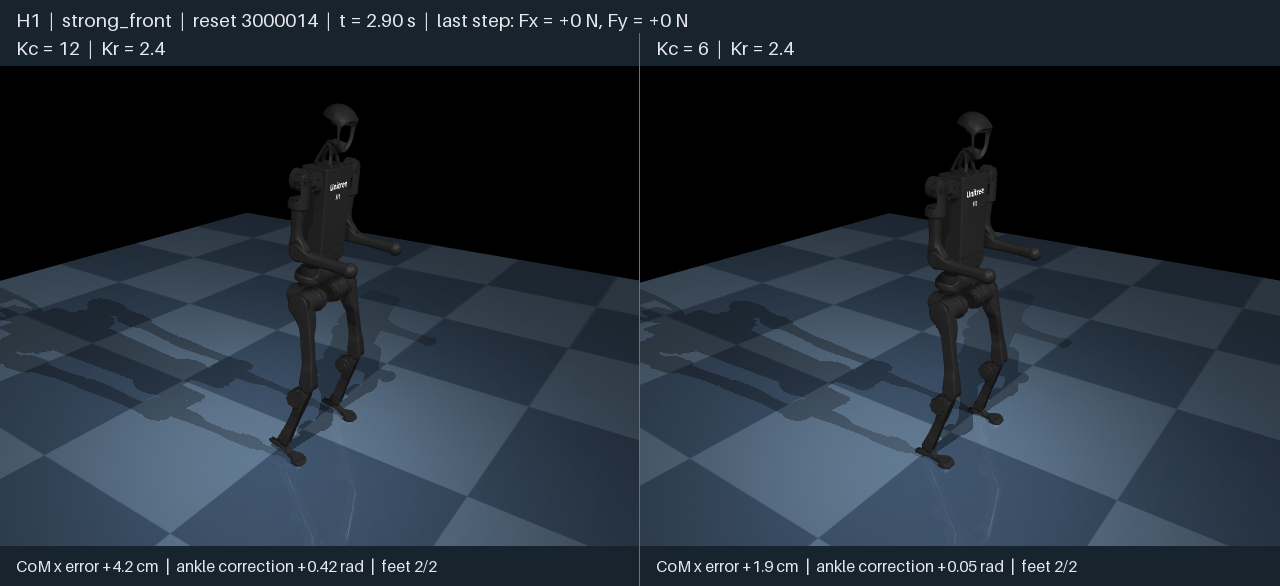 H1 | strong_front | reset 3000014 | t = 2.90 s | last step: Fx = +0 N, Fy = +0 N
Kc = 12 | Kr = 2.4
Kc = 6 | Kr = 2.4
Unitree
H1
Unitree
H1
CoM x error +4.2 cm | ankle correction +0.42 rad | feet 2/2
CoM x error +1.9 cm | ankle correction +0.05 rad | feet 2/2